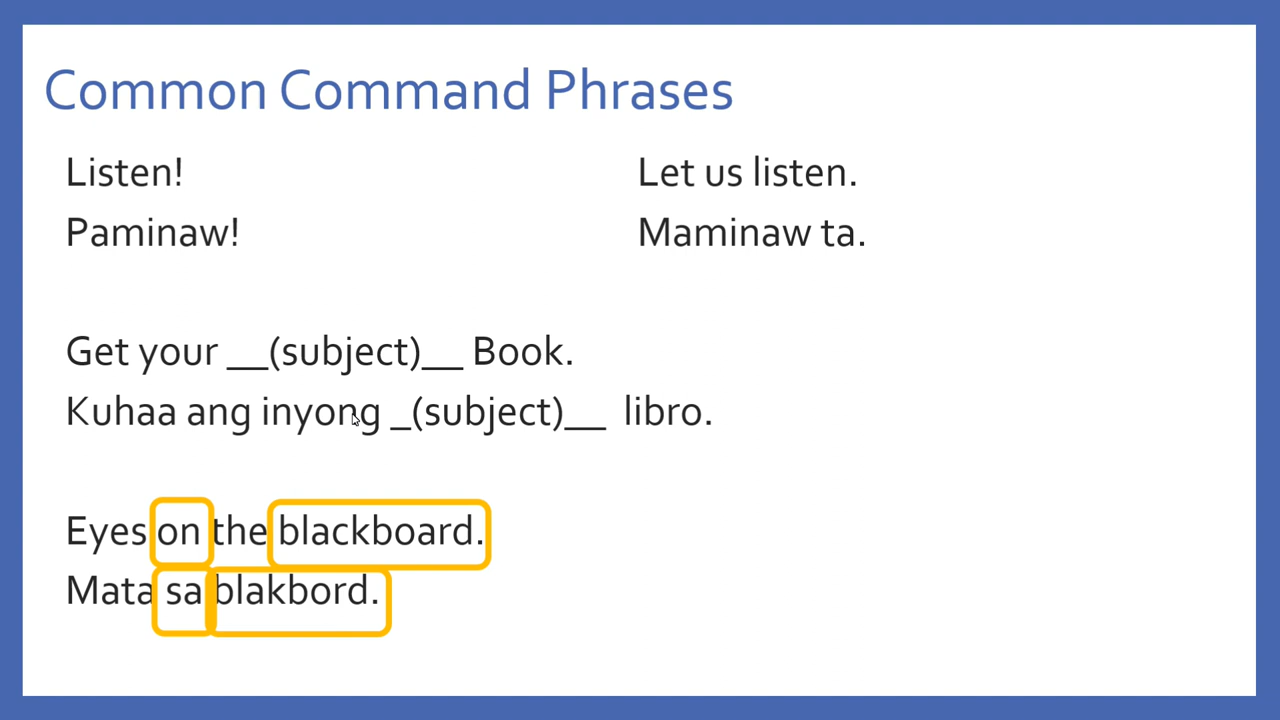 Common Command Phrases
Listen!
Paminaw!
Let us listen.
Maminaw ta.
Get your __(subject)__ Book.
Kuhaa ang inyong _(subject)__ libro.
Eyes on the blackboard.
Mata sa blakbord.